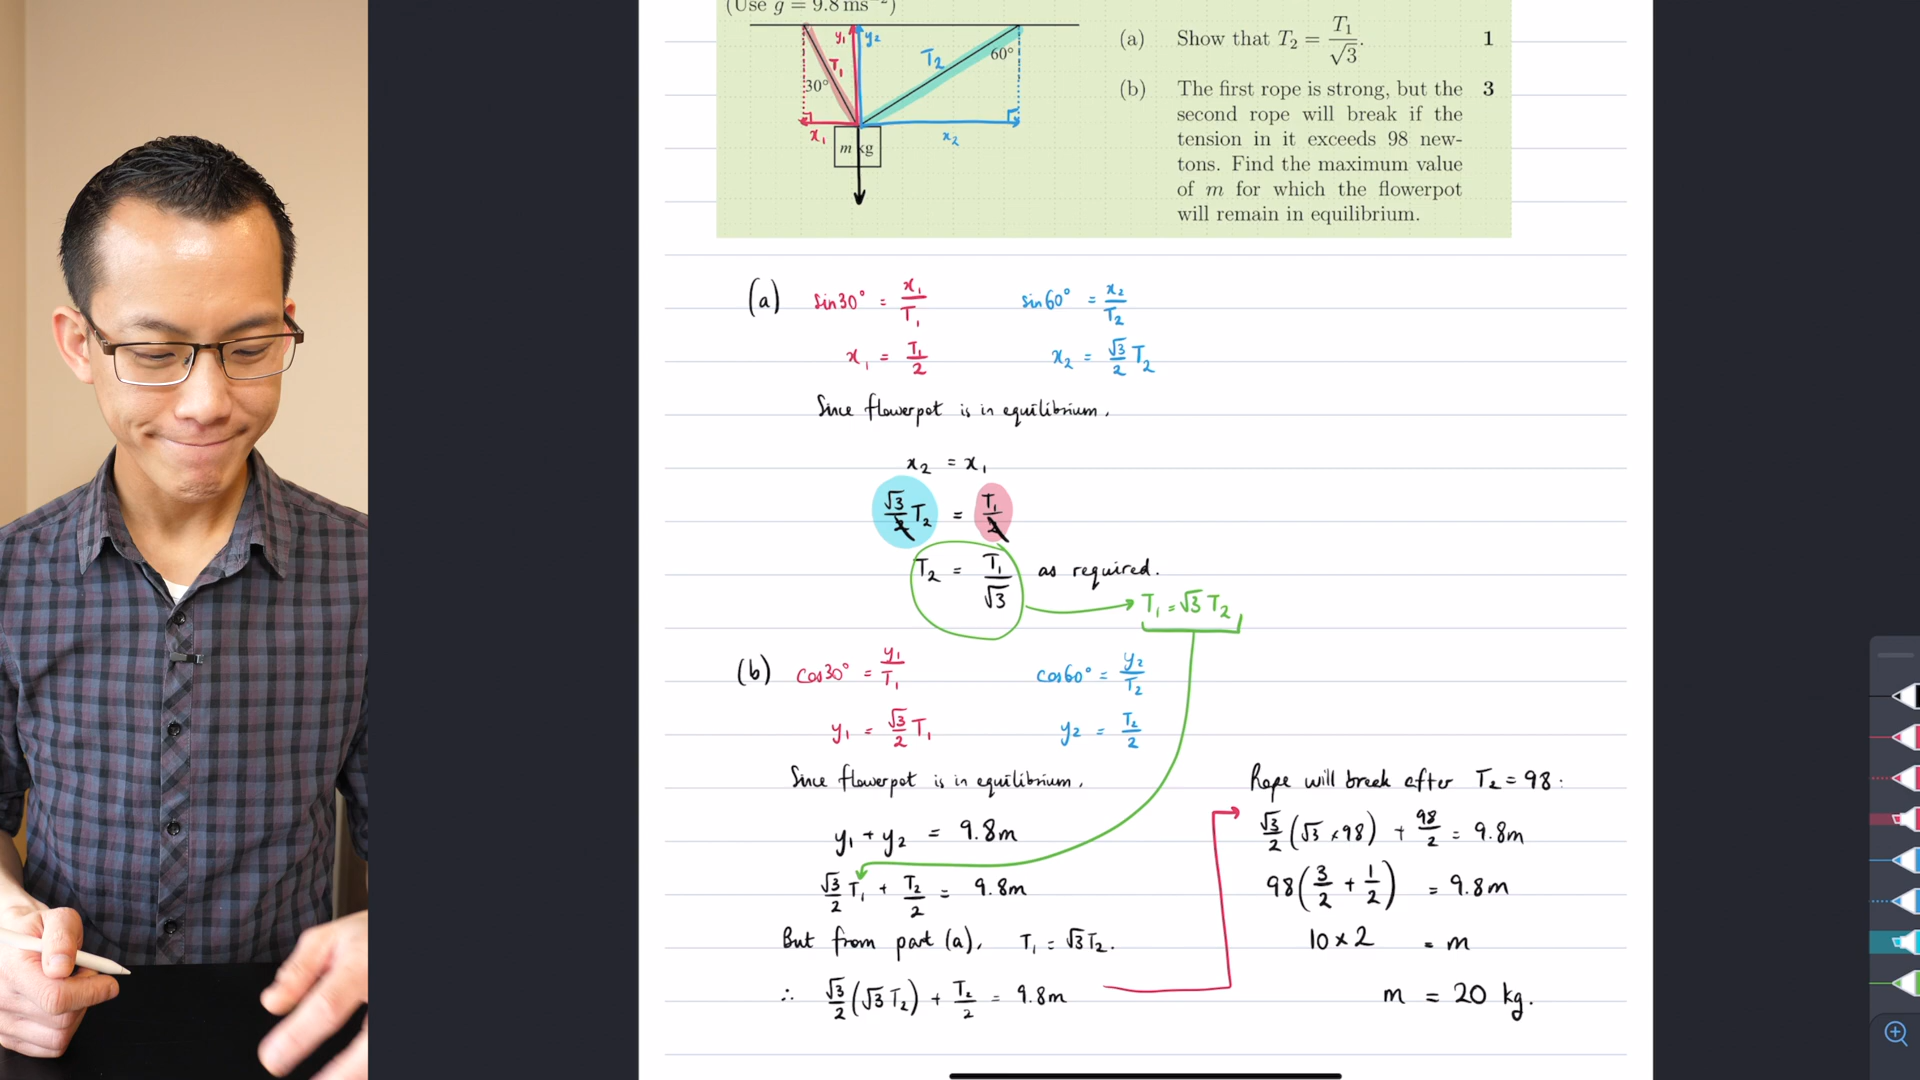 (Use g = 9.8 ms⁻²)
y₁ y₂
T₁ T₂
30° 60°
x₁ x₂
m kg
(a) Show that T₂ = T₁/√3. 1
(b) The first rope is strong, but the 3
second rope will break if the
tension in it exceeds 98 new-
tons. Find the maximum value
of m for which the flowerpot
will remain in equilibrium.
(a) sin30° = x₁/T₁ sin60° = x₂/T₂
x₁ = T₁/2 x₂ = √3/2 T₂
Since flowerpot is in equilibrium,
x₂ = x₁
√3/2 T₂ = T₁/2
T₂ = T₁/√3 as required.
T₁ = √3 T₂
(b) cos30° = y₁/T₁ cos60° = y₂/T₂
y₁ = √3/2 T₁ y₂ = T₂/2
Since flowerpot is in equilibrium,
y₁ + y₂ = 9.8m
√3/2 T₁ + T₂/2 = 9.8m
But from part (a), T₁ = √3T₂.
∴ √3/2 (√3 T₂) + T₂/2 = 9.8m
Rope will break after T₂ = 98:
√3/2 (√3 × 98) + 98/2 = 9.8m
98(3/2 + 1/2) = 9.8m
10 × 2 = m
m = 20 kg.